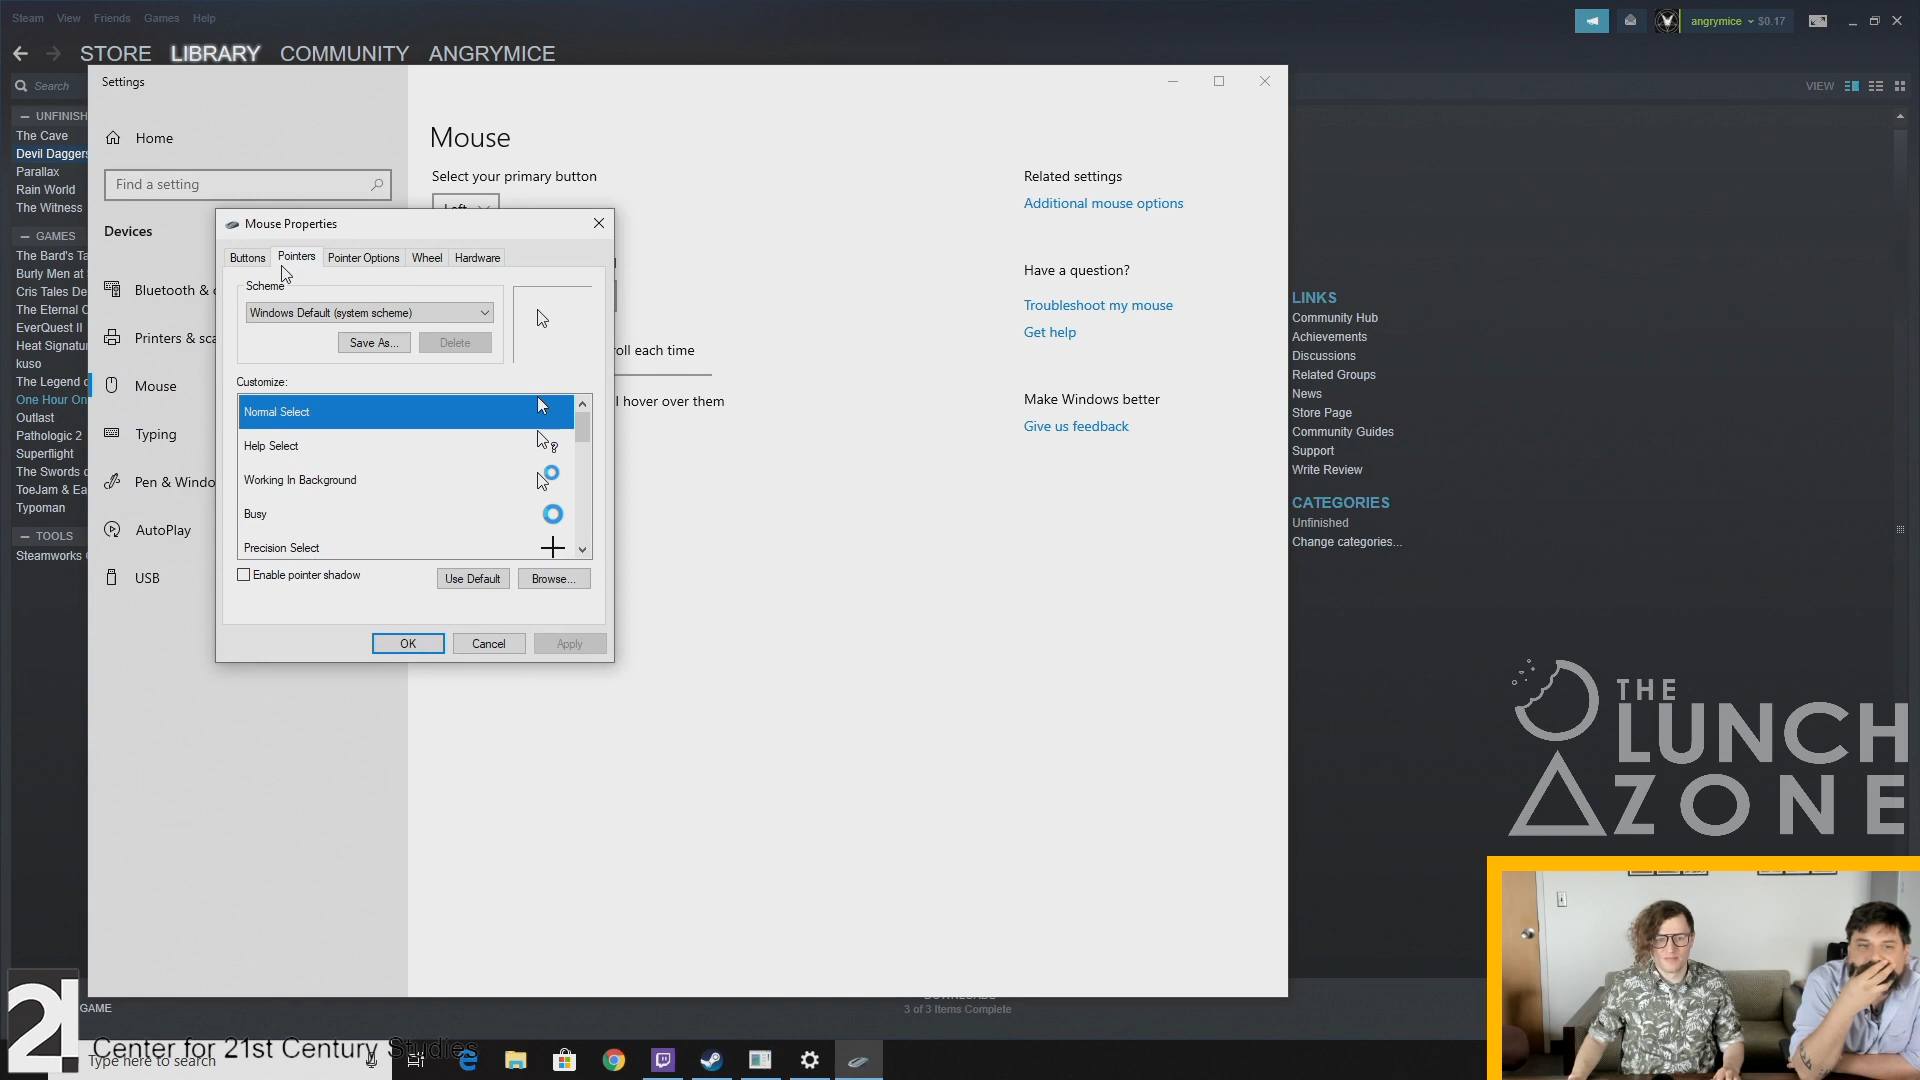 Steam View Friends Games Help
angrymice $0.17
STORE LIBRARY COMMUNITY ANGRYMICE
Search
VIEW
UNFINISH
The Cave
Devil Daggers
Parallax
Rain World
The Witness
GAMES
The Bard's Ta
Burly Men at
Cris Tales De
The Eternal C
EverQuest II
Heat Signatur
kuso
The Legend o
One Hour On
Outlast
Pathologic 2
Superflight
The Swords o
ToeJam & Ea
Typoman
TOOLS
Steamworks
Settings
Home
Find a setting
Devices
Bluetooth &
Printers & sca
Mouse
Typing
Pen & Windo
AutoPlay
USB
Mouse
Select your primary button
Left
oll each time
I hover over them
Related settings
Additional mouse options
Have a question?
Troubleshoot my mouse
Get help
Make Windows better
Give us feedback
Mouse Properties
Buttons Pointers Pointer Options Wheel Hardware
Scheme
Windows Default (system scheme)
Save As... Delete
Customize:
Normal Select
Help Select
Working In Background
Busy
Precision Select
Enable pointer shadow
Use Default Browse...
OK Cancel Apply
LINKS
Community Hub
Achievements
Discussions
Related Groups
News
Store Page
Community Guides
Support
Write Review
CATEGORIES
Unfinished
Change categories...
THE
LUNCH
ZONE
GAME
DOWNLOADS
3 of 3 Items Complete
21
Center for 21st Century Studies
Type here to search